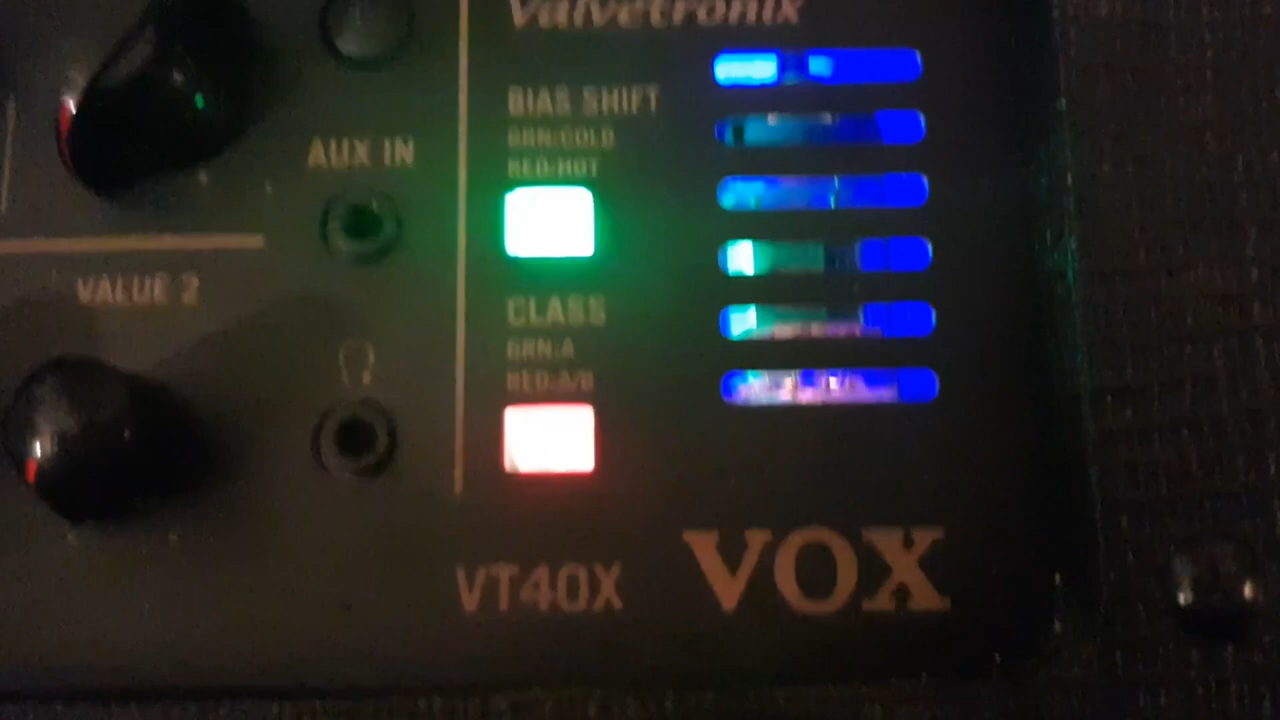 Valvetronix
BIAS SHIFT
GRN:COLD
RED:HOT
AUX IN
VALUE 2
CLASS
GRN:A
RED:A/B
VT40X
VOX